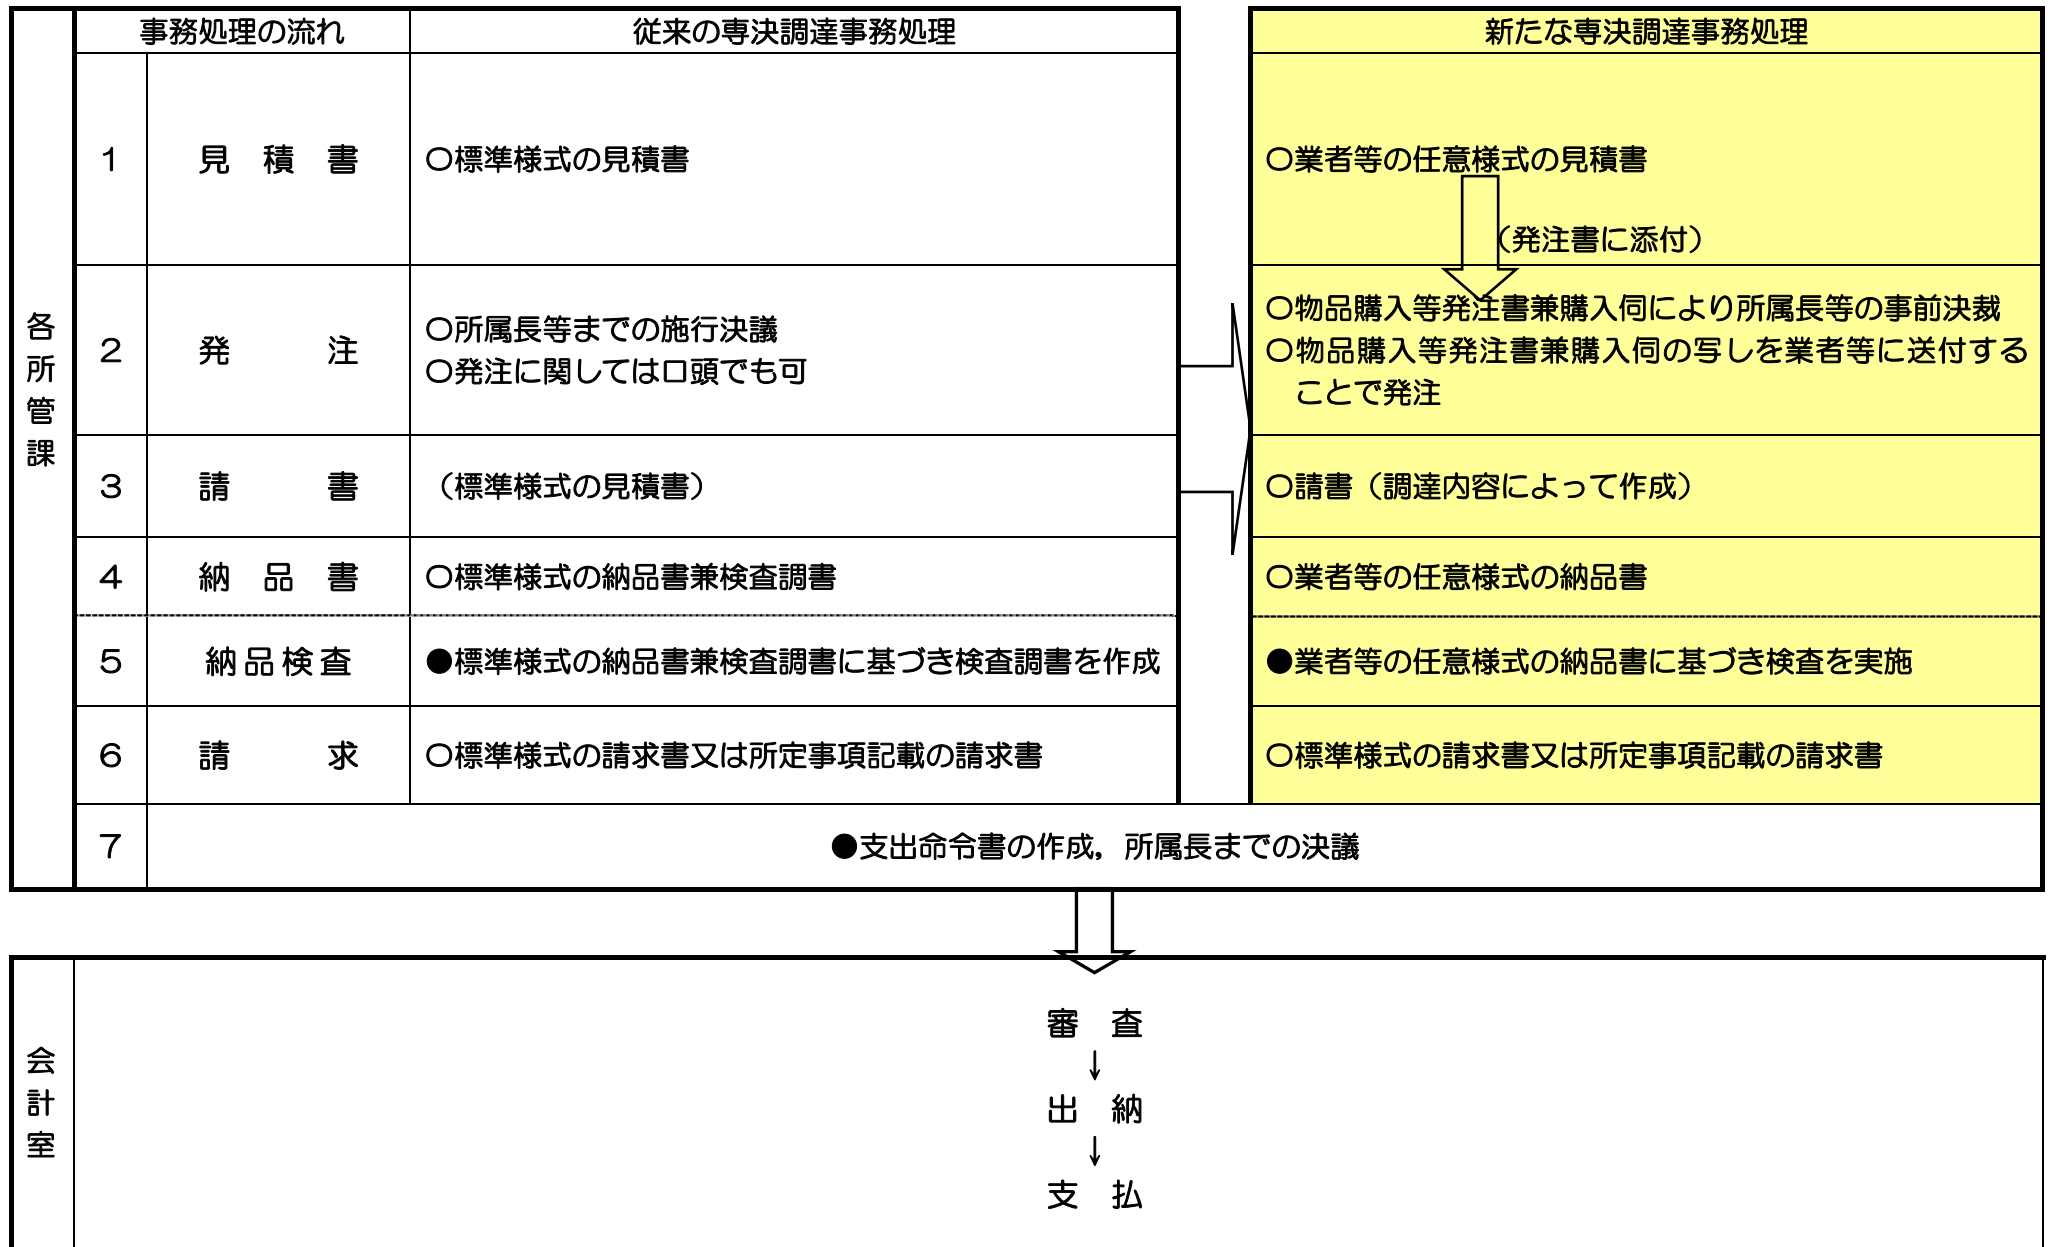 事務処理の流れ
従来の専決調達事務処理
新たな専決調達事務処理
各所管課
1
見 積 書
〇標準様式の見積書
〇業者等の任意様式の見積書
（発注書に添付）
2
発 注
〇所属長等までの施行決議
〇発注に関しては口頭でも可
〇物品購入等発注書兼購入伺により所属長等の事前決裁
〇物品購入等発注書兼購入伺の写しを業者等に送付する
ことで発注
3
請 書
（標準様式の見積書）
〇請書（調達内容によって作成）
4
納 品 書
〇標準様式の納品書兼検査調書
〇業者等の任意様式の納品書
5
納品検査
●標準様式の納品書兼検査調書に基づき検査調書を作成
●業者等の任意様式の納品書に基づき検査を実施
6
請 求
〇標準様式の請求書又は所定事項記載の請求書
〇標準様式の請求書又は所定事項記載の請求書
7
●支出命令書の作成，所属長までの決議
会計室
審 査
↓
出 納
↓
支 払